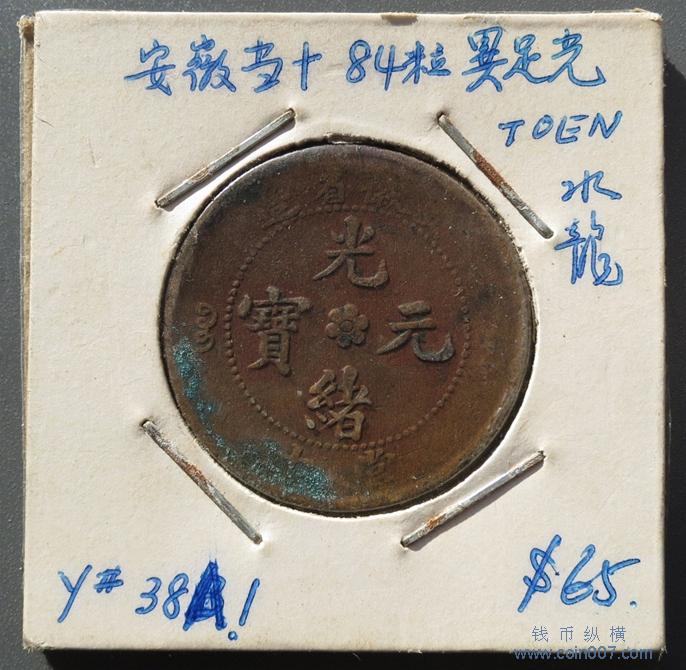 安徽当十 84粒 異足光
TOEN
水
龍
光
寶 元
緒
Y# 38A.1
$65.
钱币纵横
www.coin007.com